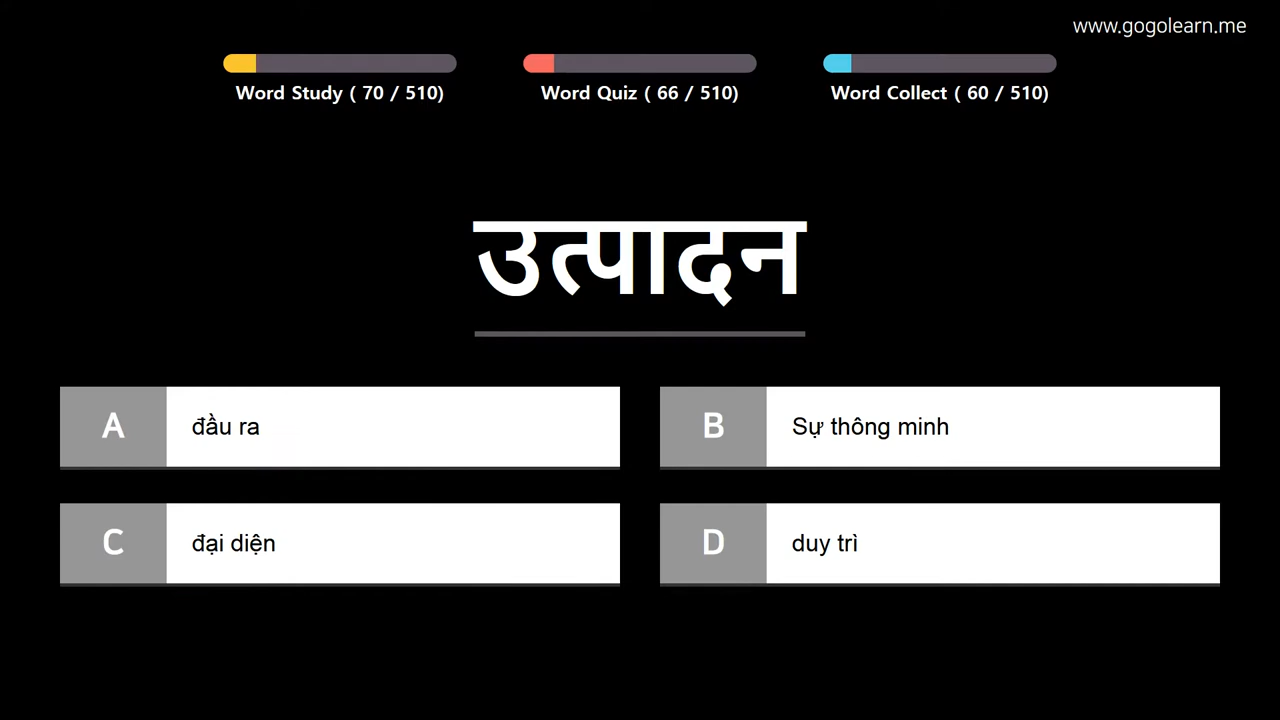 www.gogolearn.me
Word Study ( 70 / 510)
Word Quiz ( 66 / 510)
Word Collect ( 60 / 510)
उत्पादन
A đầu ra
B Sự thông minh
C đại diện
D duy trì